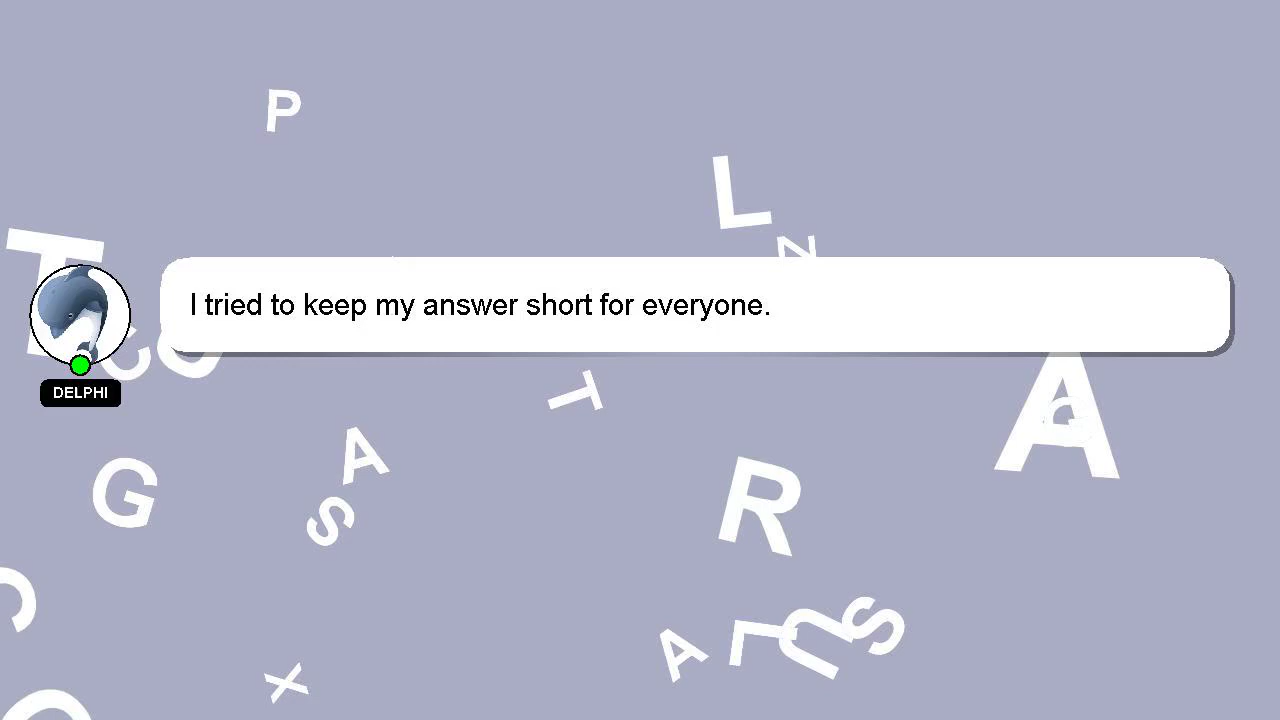 P
L
Z
T
I tried to keep my answer short for everyone.
DELPHI
T
A
G
A
G
R
S
C
S
U
A
L
X